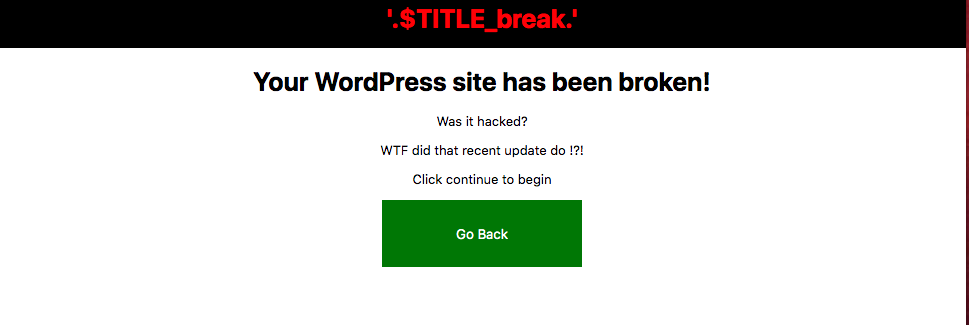 '.$TITLE_break.'
Your WordPress site has been broken!
Was it hacked?
WTF did that recent update do !?!
Click continue to begin
Go Back